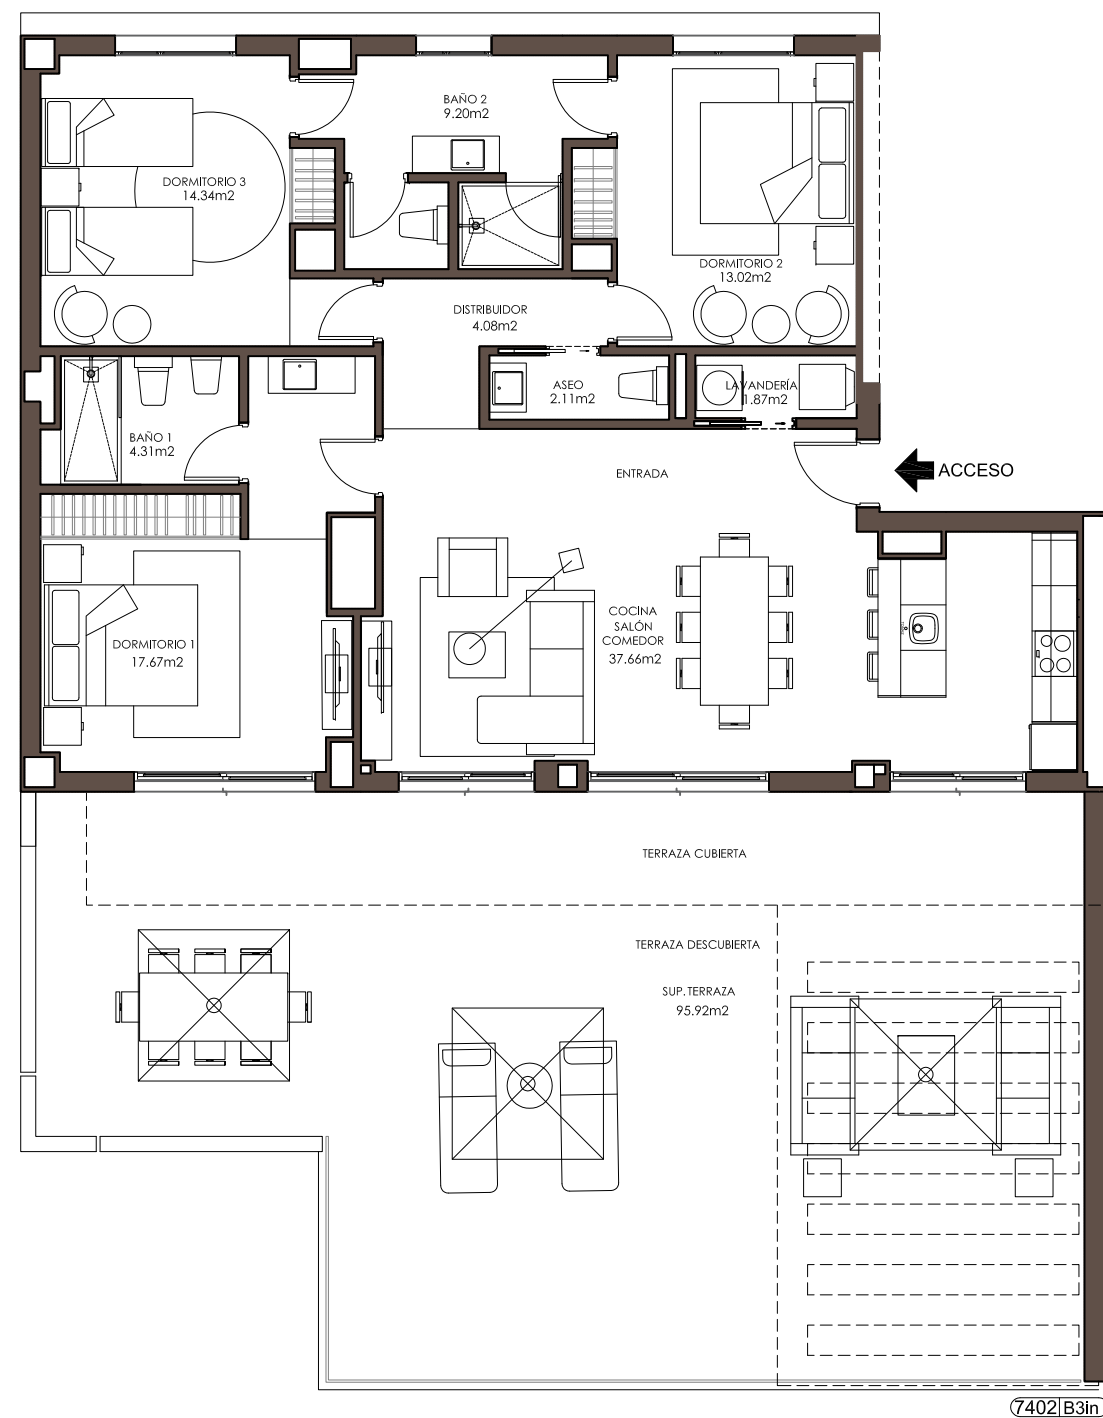 BAÑO 2
9.20m2
DORMITORIO 3
14.34m2
DORMITORIO 2
13.02m2
DISTRIBUIDOR
4.08m2
ASEO
2.11m2
LAVANDERÍA
1.87m2
BAÑO 1
4.31m2
ENTRADA
ACCESO
COCINA
SALÓN
COMEDOR
37.66m2
DORMITORIO 1
17.67m2
TERRAZA CUBIERTA
TERRAZA DESCUBIERTA
SUP. TERRAZA
95.92m2
7402 B3in